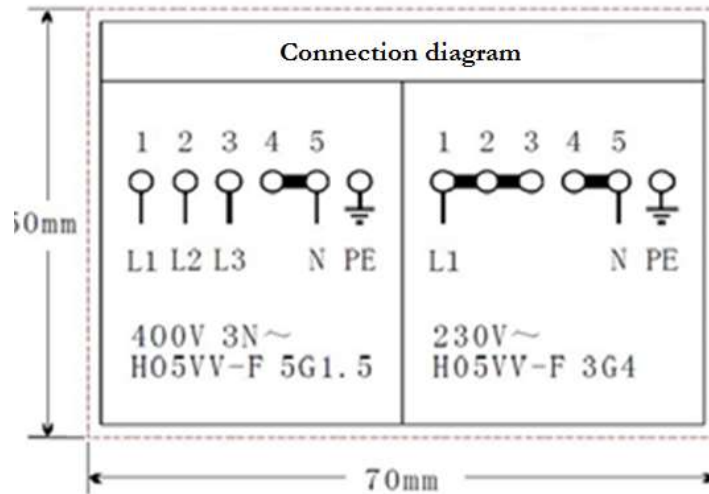 Connection diagram
1 2 3 4 5
L1 L2 L3 N PE
400V 3N~
H05VV-F 5G1.5
1 2 3 4 5
L1 N PE
230V~
H05VV-F 3G4
50mm
70mm